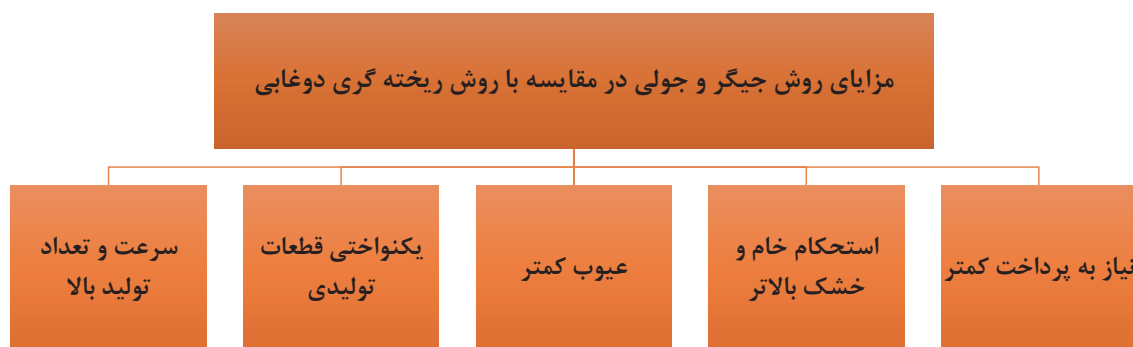 مزایای روش جیگر و جولی در مقایسه با روش ریخته گری دوغابی
نیاز به پرداخت کمتر
استحکام خام و
خشک بالاتر
عیوب کمتر
یکنواختی قطعات
تولیدی
سرعت و تعداد
تولید بالا